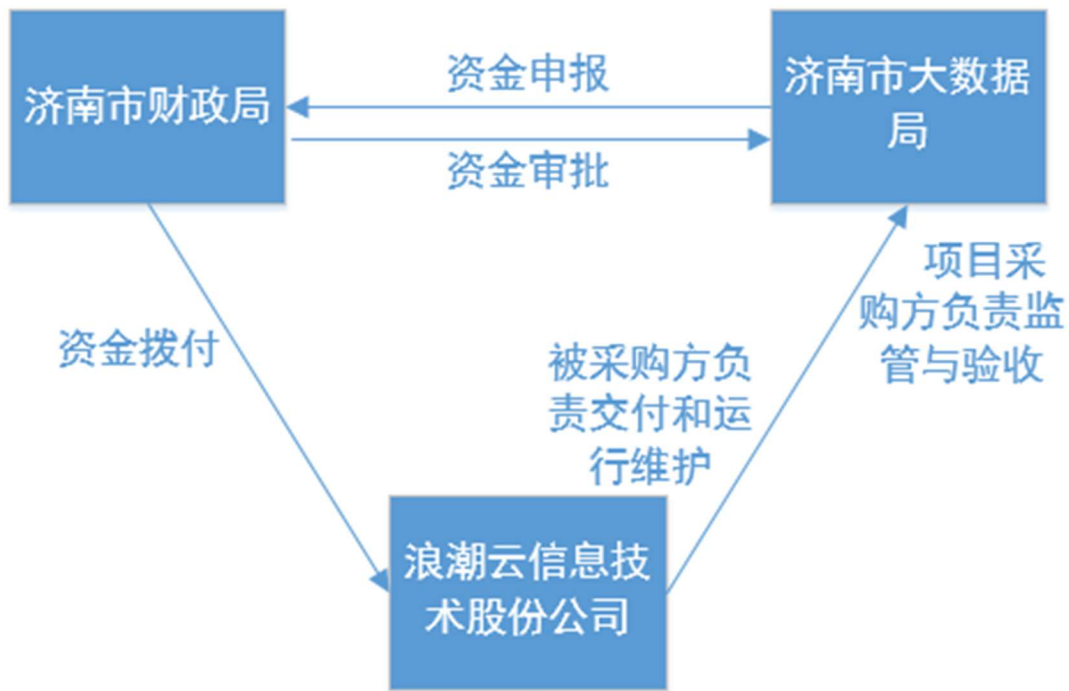 济南市财政局
资金申报
资金审批
济南市大数据
局
资金拨付
被采购方负
责交付和运
行维护
项目采
购方负责监
管与验收
浪潮云信息技
术股份公司